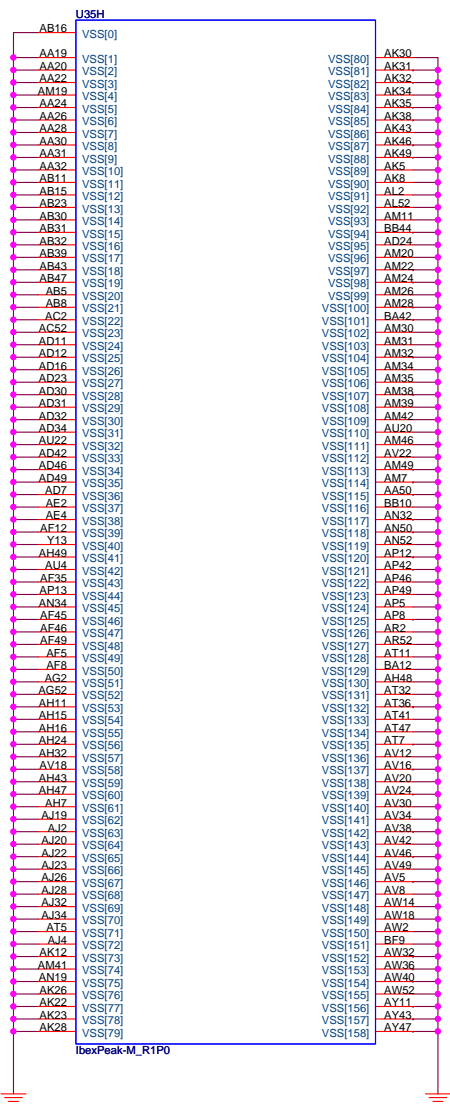 U35H
AB16 VSS[0]
AA19 VSS[1] VSS[80] AK30
AA20 VSS[2] VSS[81] AK31
AA22 VSS[3] VSS[82] AK32
AM19 VSS[4] VSS[83] AK34
AA24 VSS[5] VSS[84] AK35
AA26 VSS[6] VSS[85] AK38
AA28 VSS[7] VSS[86] AK43
AA30 VSS[8] VSS[87] AK46
AA31 VSS[9] VSS[88] AK49
AA32 VSS[10] VSS[89] AK5
AB11 VSS[11] VSS[90] AK8
AB15 VSS[12] VSS[91] AL2
AB23 VSS[13] VSS[92] AL52
AB30 VSS[14] VSS[93] AM11
AB31 VSS[15] VSS[94] BB44
AB32 VSS[16] VSS[95] AD24
AB39 VSS[17] VSS[96] AM20
AB43 VSS[18] VSS[97] AM22
AB47 VSS[19] VSS[98] AM24
AB5 VSS[20] VSS[99] AM26
AB8 VSS[21] VSS[100] AM28
AC2 VSS[22] VSS[101] BA42
AC52 VSS[23] VSS[102] AM30
AD11 VSS[24] VSS[103] AM31
AD12 VSS[25] VSS[104] AM32
AD16 VSS[26] VSS[105] AM34
AD23 VSS[27] VSS[106] AM35
AD30 VSS[28] VSS[107] AM38
AD31 VSS[29] VSS[108] AM39
AD32 VSS[30] VSS[109] AM42
AD34 VSS[31] VSS[110] AU20
AU22 VSS[32] VSS[111] AM46
AD42 VSS[33] VSS[112] AV22
AD46 VSS[34] VSS[113] AM49
AD49 VSS[35] VSS[114] AM7
AD7 VSS[36] VSS[115] AA50
AE2 VSS[37] VSS[116] BB10
AE4 VSS[38] VSS[117] AN32
AF12 VSS[39] VSS[118] AN50
Y13 VSS[40] VSS[119] AN52
AH49 VSS[41] VSS[120] AP12
AU4 VSS[42] VSS[121] AP42
AF35 VSS[43] VSS[122] AP46
AP13 VSS[44] VSS[123] AP49
AN34 VSS[45] VSS[124] AP5
AF45 VSS[46] VSS[125] AP8
AF46 VSS[47] VSS[126] AR2
AF49 VSS[48] VSS[127] AR52
AF5 VSS[49] VSS[128] AT11
AF8 VSS[50] VSS[129] BA12
AG2 VSS[51] VSS[130] AH48
AG52 VSS[52] VSS[131] AT32
AH11 VSS[53] VSS[132] AT36
AH15 VSS[54] VSS[133] AT41
AH16 VSS[55] VSS[134] AT47
AH24 VSS[56] VSS[135] AT7
AH32 VSS[57] VSS[136] AV12
AV18 VSS[58] VSS[137] AV16
AH43 VSS[59] VSS[138] AV20
AH47 VSS[60] VSS[139] AV24
AH7 VSS[61] VSS[140] AV30
AJ19 VSS[62] VSS[141] AV34
AJ2 VSS[63] VSS[142] AV38
AJ20 VSS[64] VSS[143] AV42
AJ22 VSS[65] VSS[144] AV46
AJ23 VSS[66] VSS[145] AV49
AJ26 VSS[67] VSS[146] AV5
AJ28 VSS[68] VSS[147] AV8
AJ32 VSS[69] VSS[148] AW14
AJ34 VSS[70] VSS[149] AW18
AT5 VSS[71] VSS[150] AW2
AJ4 VSS[72] VSS[151] BF9
AK12 VSS[73] VSS[152] AW32
AM41 VSS[74] VSS[153] AW36
AN19 VSS[75] VSS[154] AW40
AK26 VSS[76] VSS[155] AW52
AK22 VSS[77] VSS[156] AY11
AK23 VSS[78] VSS[157] AY43
AK28 VSS[79] VSS[158] AY47
IbexPeak-M_R1P0